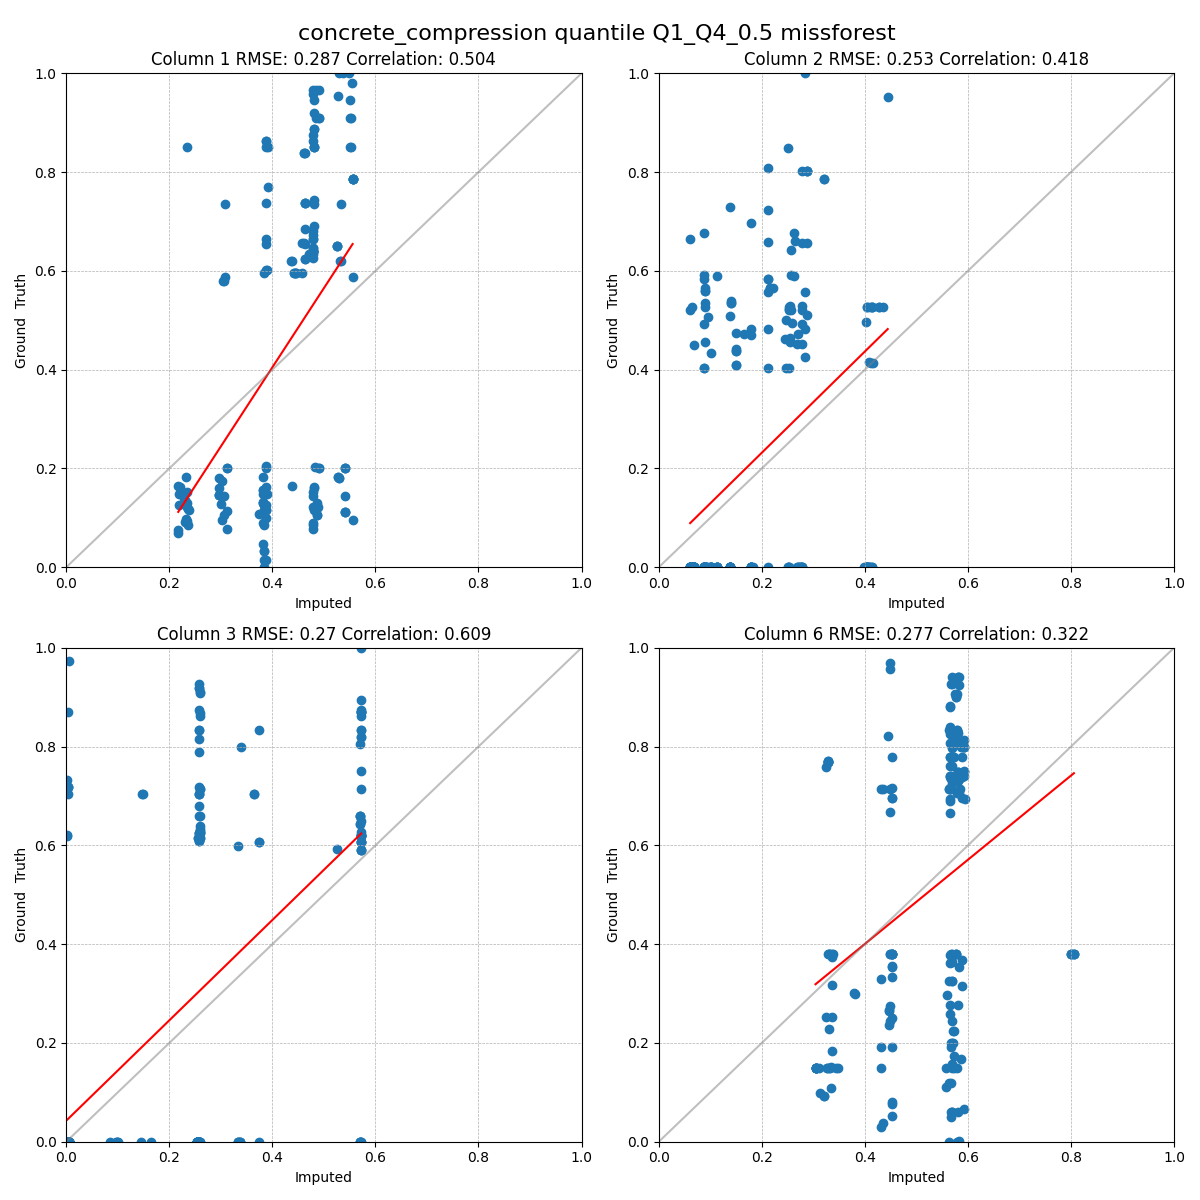 concrete_compression quantile Q1_Q4_0.5 missforest
Column 1 RMSE: 0.287 Correlation: 0.504
1.0
0.8
0.6
0.4
0.2
0.0
Ground Truth
0.0 0.2 0.4 0.6 0.8 1.0
Imputed
Column 2 RMSE: 0.253 Correlation: 0.418
1.0
0.8
0.6
0.4
0.2
0.0
Ground Truth
0.0 0.2 0.4 0.6 0.8 1.0
Imputed
Column 3 RMSE: 0.27 Correlation: 0.609
1.0
0.8
0.6
0.4
0.2
0.0
Ground Truth
0.0 0.2 0.4 0.6 0.8 1.0
Imputed
Column 6 RMSE: 0.277 Correlation: 0.322
1.0
0.8
0.6
0.4
0.2
0.0
Ground Truth
0.0 0.2 0.4 0.6 0.8 1.0
Imputed